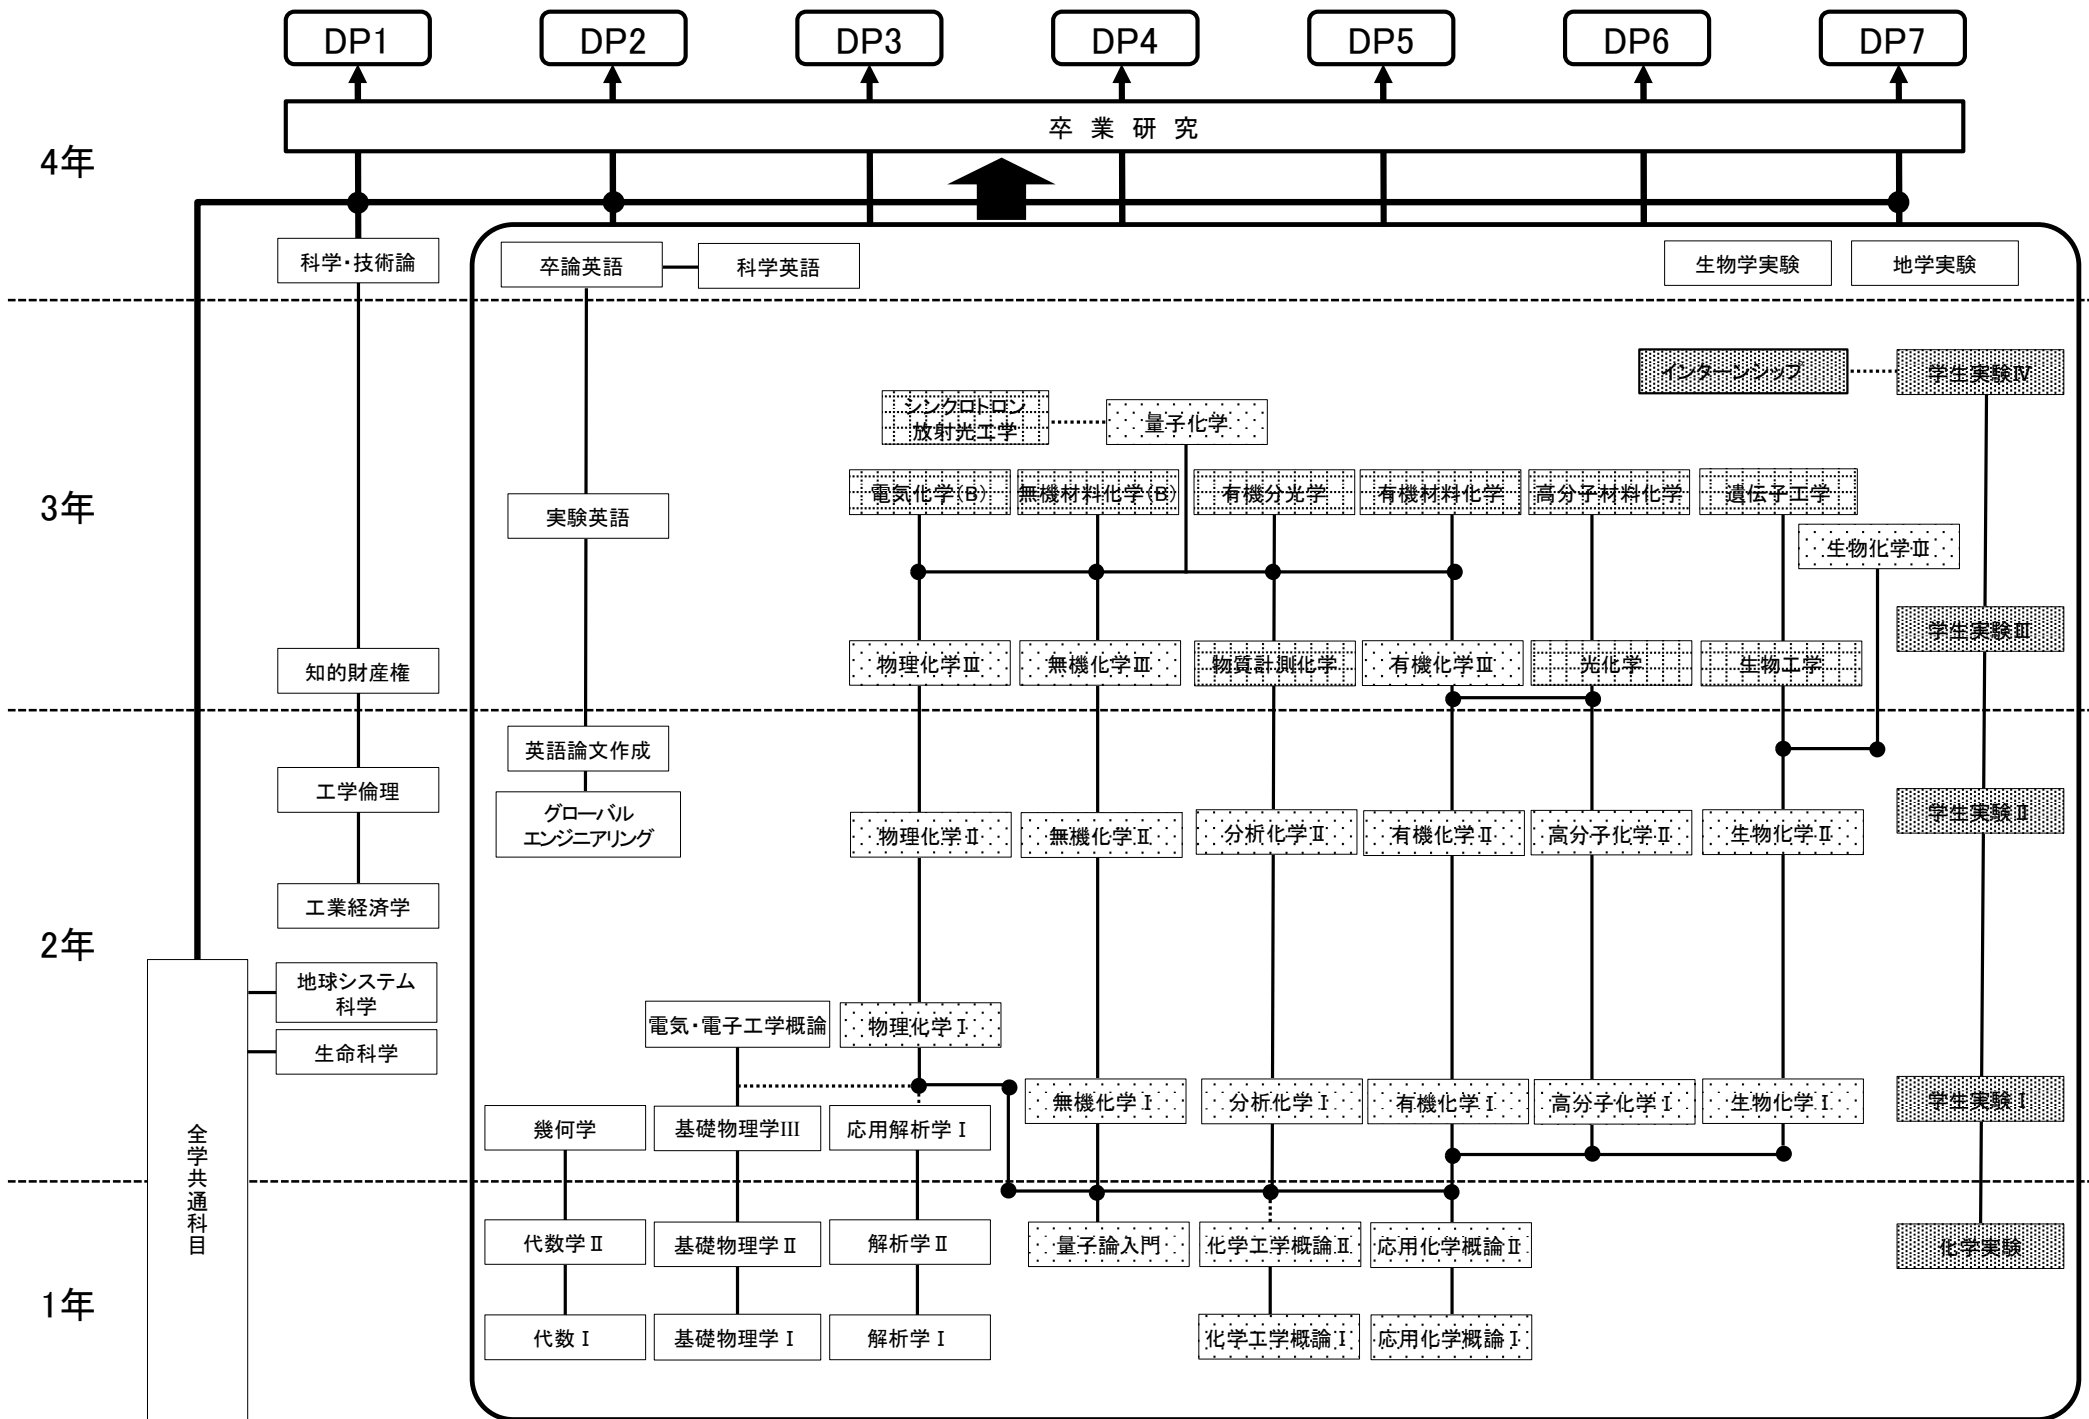 DP1
DP2
DP3
DP4
DP5
DP6
DP7
卒業研究
4年
科学・技術論
卒論英語
科学英語
生物学実験
地学実験
インターンシップ
学生実験Ⅳ
シンクロトロン
放射光工学
量子化学
3年
電気化学(B)
無機材料化学(B)
有機分光学
有機材料化学
高分子材料化学
遺伝子工学
実験英語
生物化学Ⅲ
学生実験Ⅲ
知的財産権
物理化学Ⅲ
無機化学Ⅲ
物質計測化学
有機化学Ⅲ
光化学
生物工学
英語論文作成
工学倫理
グローバル
エンジニアリング
物理化学Ⅱ
無機化学Ⅱ
分析化学Ⅱ
有機化学Ⅱ
高分子化学Ⅱ
生物化学Ⅱ
学生実験Ⅱ
工業経済学
2年
地球システム
科学
電気・電子工学概論
物理化学Ⅰ
生命科学
無機化学Ⅰ
分析化学Ⅰ
有機化学Ⅰ
高分子化学Ⅰ
生物化学Ⅰ
学生実験Ⅰ
幾何学
基礎物理学III
応用解析学Ⅰ
全学共通科目
代数学Ⅱ
基礎物理学Ⅱ
解析学Ⅱ
量子論入門
化学工学概論Ⅱ
応用化学概論Ⅱ
化学実験
1年
代数Ⅰ
基礎物理学Ⅰ
解析学Ⅰ
化学工学概論Ⅰ
応用化学概論Ⅰ